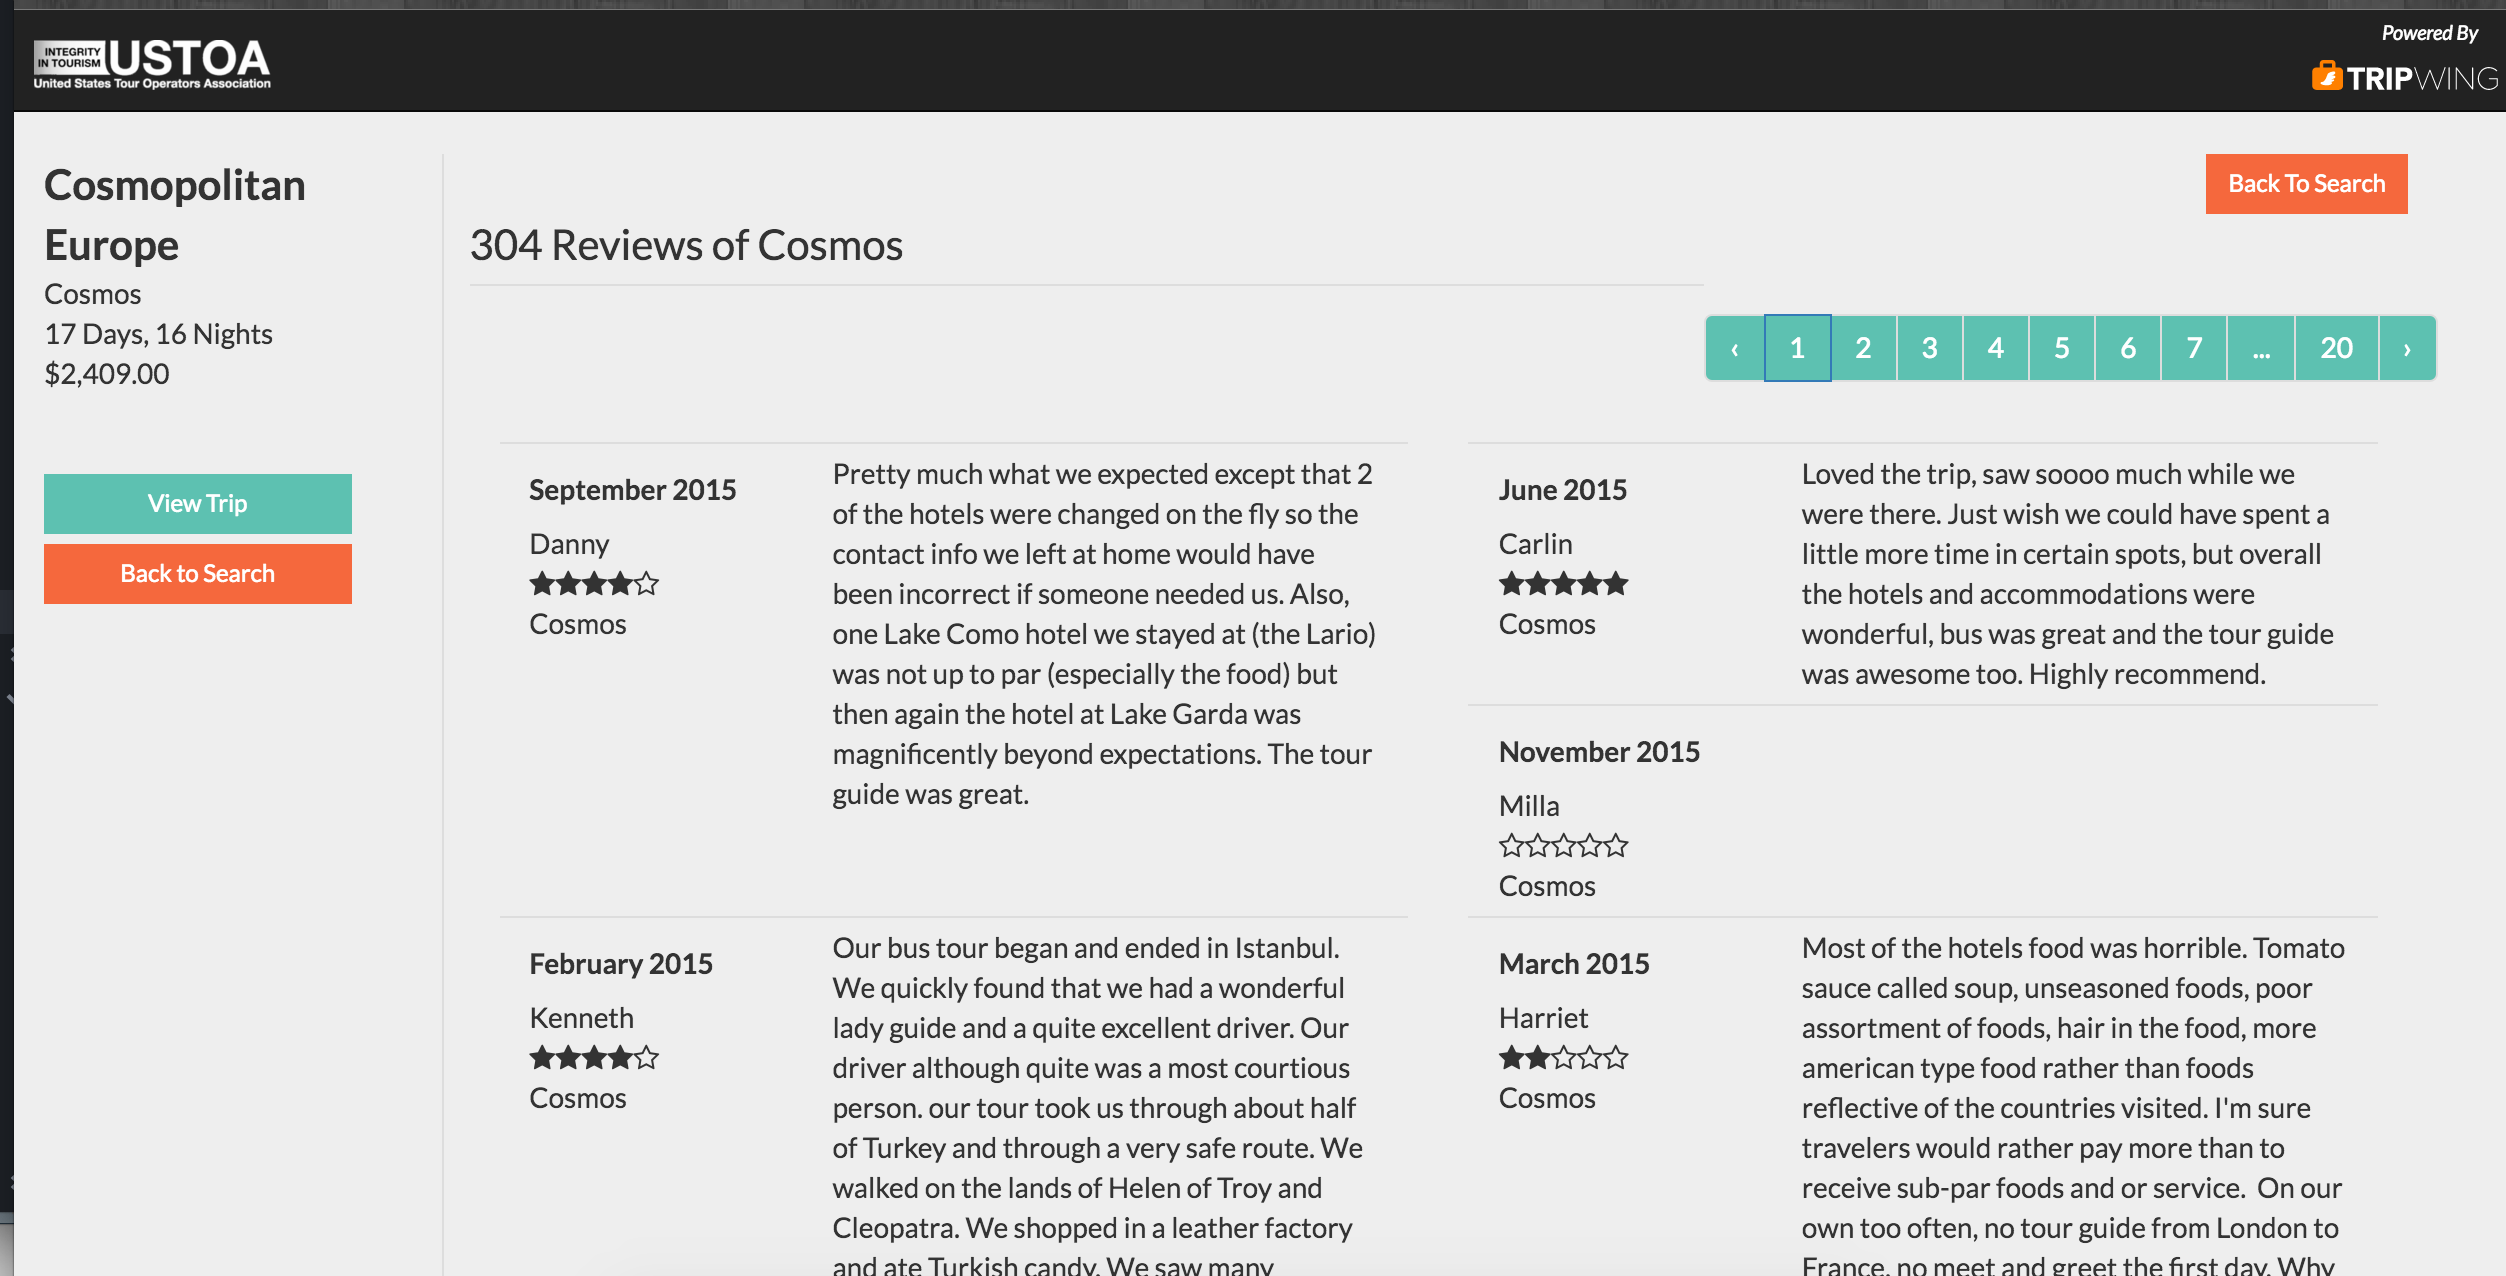 INTEGRITY
IN TOURISM
USTOA
United States Tour Operators Association
Powered By
TRIPWING
Cosmopolitan
Europe
Cosmos
17 Days, 16 Nights
$2,409.00
View Trip
Back to Search
Back To Search
304 Reviews of Cosmos
‹ 1 2 3 4 5 6 7 ... 20 ›
September 2015
Danny
Cosmos
Pretty much what we expected except that 2
of the hotels were changed on the fly so the
contact info we left at home would have
been incorrect if someone needed us. Also,
one Lake Como hotel we stayed at (the Lario)
was not up to par (especially the food) but
then again the hotel at Lake Garda was
magnificently beyond expectations. The tour
guide was great.
June 2015
Carlin
Cosmos
Loved the trip, saw soooo much while we
were there. Just wish we could have spent a
little more time in certain spots, but overall
the hotels and accommodations were
wonderful, bus was great and the tour guide
was awesome too. Highly recommend.
November 2015
Milla
Cosmos
February 2015
Kenneth
Cosmos
Our bus tour began and ended in Istanbul.
We quickly found that we had a wonderful
lady guide and a quite excellent driver. Our
driver although quite was a most courtious
person. our tour took us through about half
of Turkey and through a very safe route. We
walked on the lands of Helen of Troy and
Cleopatra. We shopped in a leather factory
and ate Turkish candy. We saw many
March 2015
Harriet
Cosmos
Most of the hotels food was horrible. Tomato
sauce called soup, unseasoned foods, poor
assortment of foods, hair in the food, more
american type food rather than foods
reflective of the countries visited. I'm sure
travelers would rather pay more than to
receive sub-par foods and or service.  On our
own too often, no tour guide from London to
France, no meet and greet the first day. Why